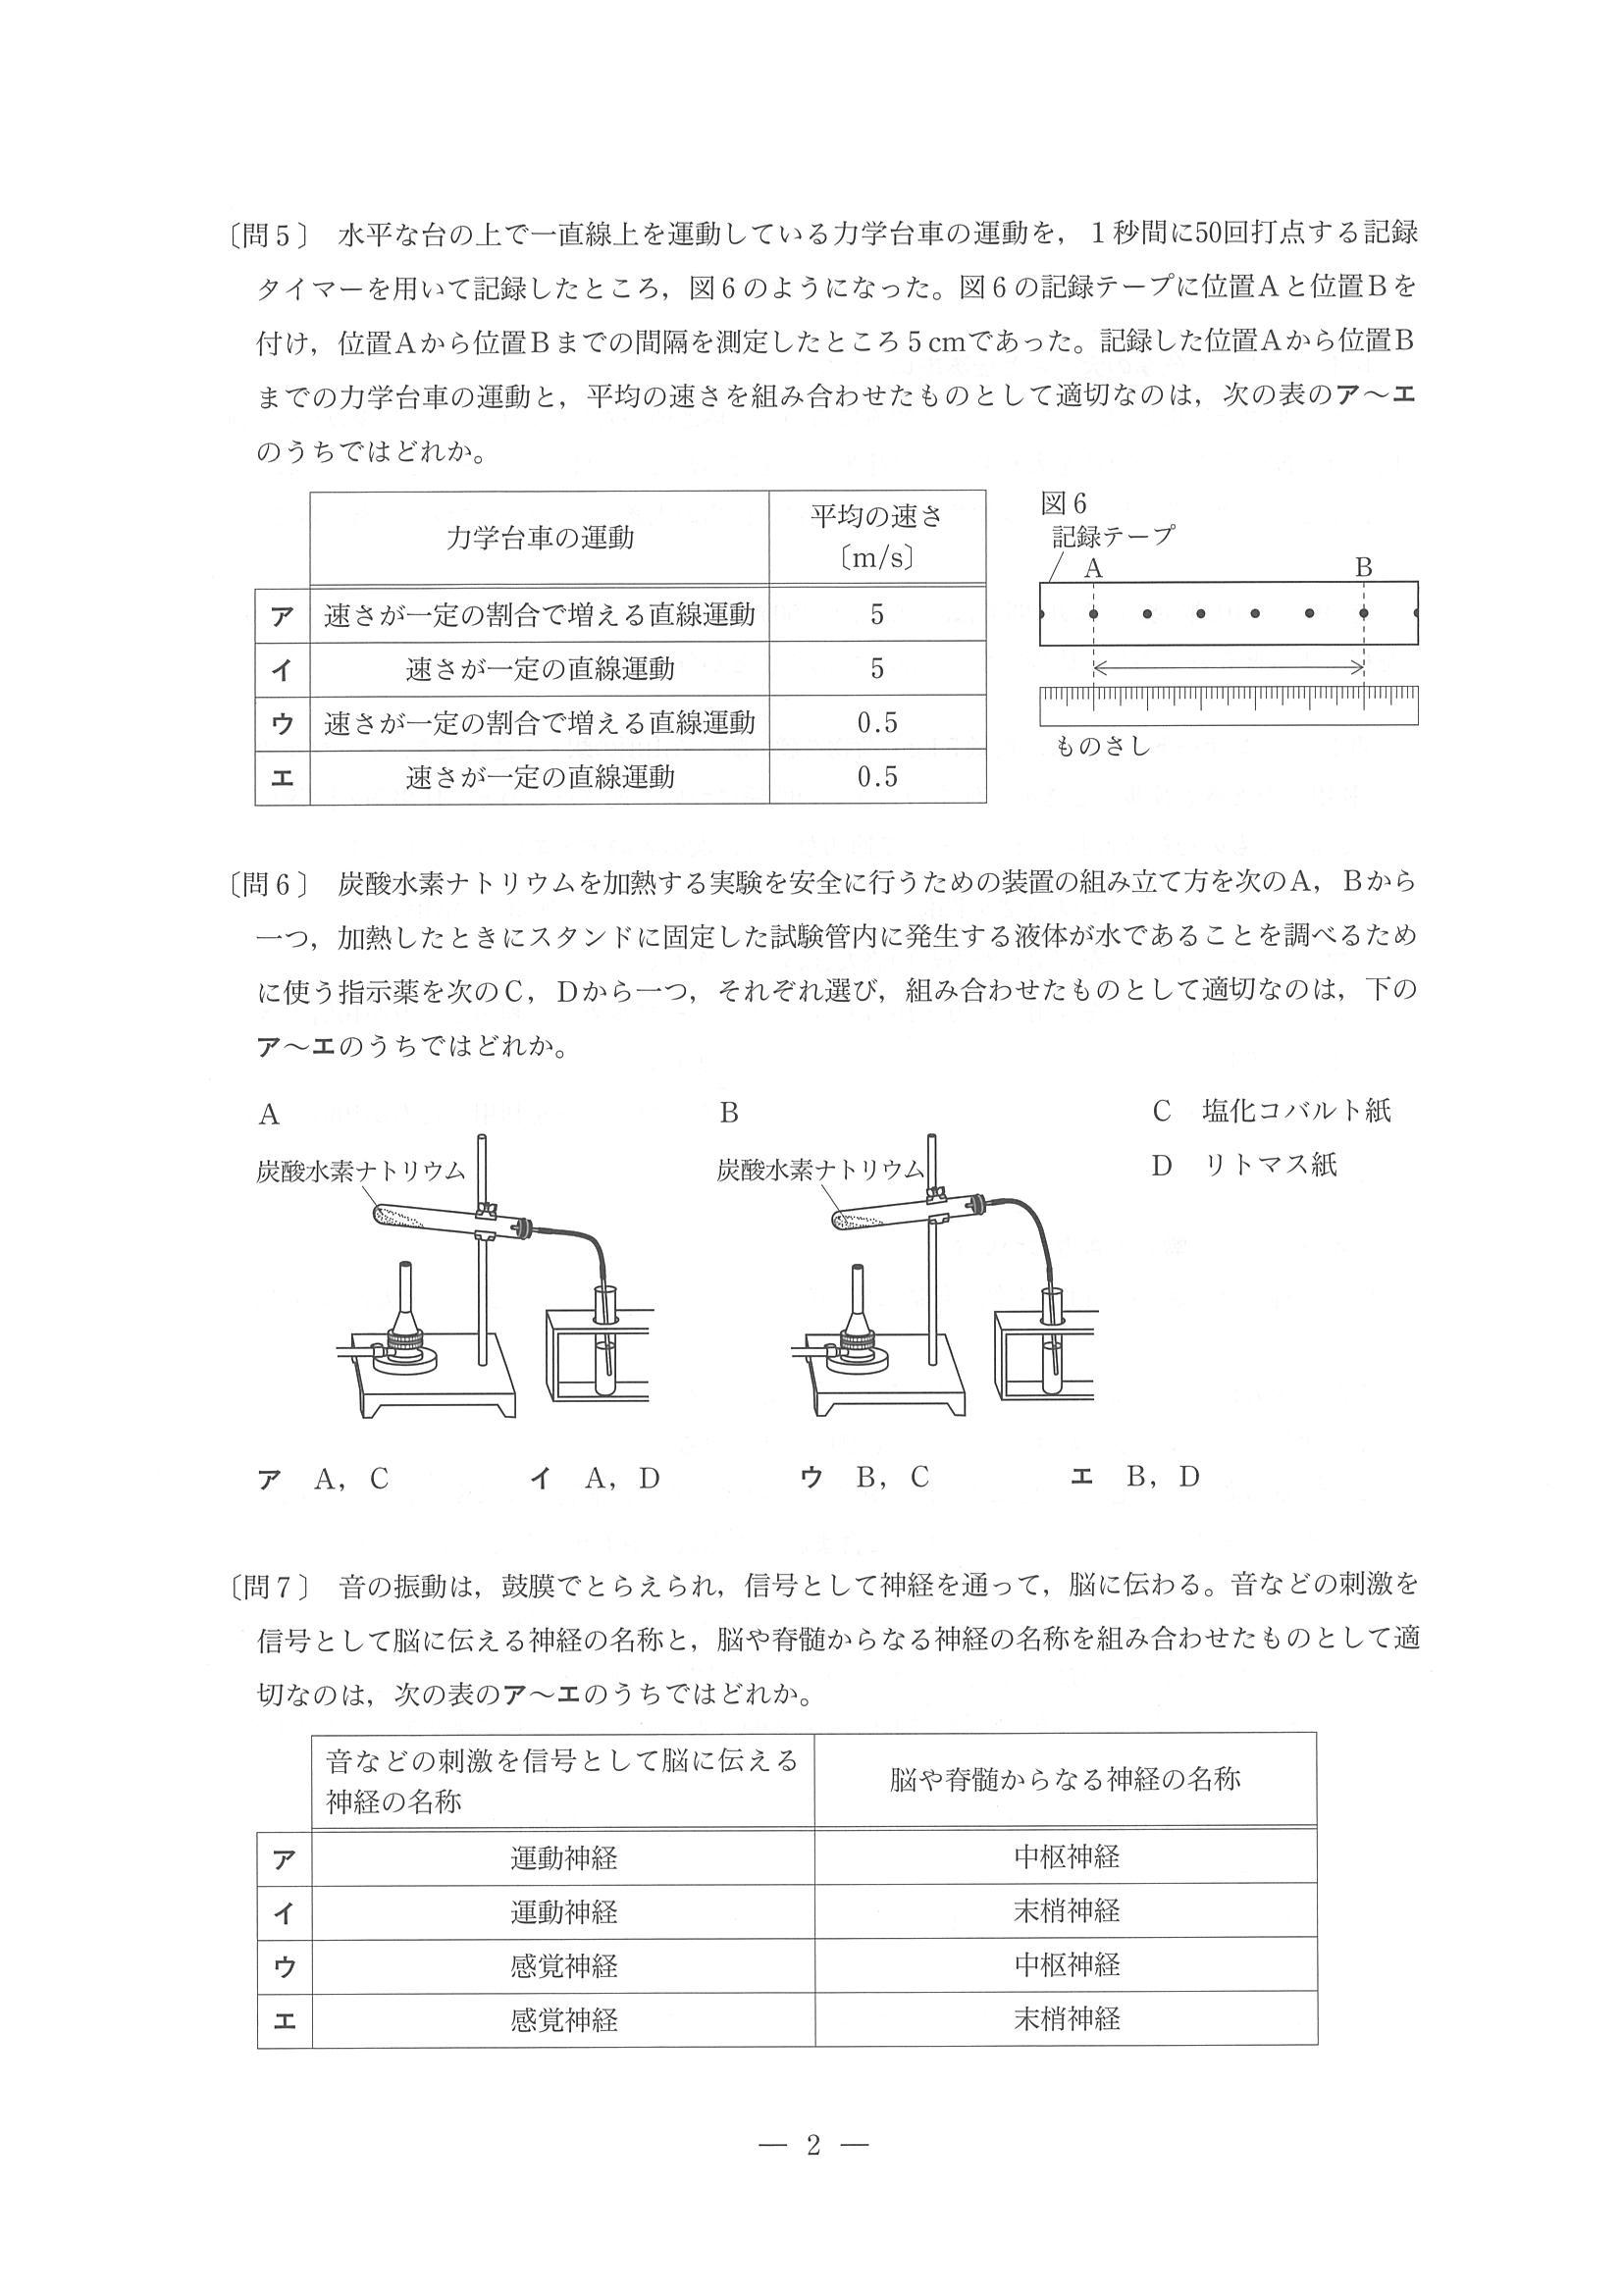 〔問5〕 水平な台の上で一直線上を運動している力学台車の運動を，1秒間に50回打点する記録
タイマーを用いて記録したところ，図6のようになった。図6の記録テープに位置Aと位置Bを
付け，位置Aから位置Bまでの間隔を測定したところ5cmであった。記録した位置Aから位置B
までの力学台車の運動と，平均の速さを組み合わせたものとして適切なのは，次の表のア～エ
のうちではどれか。
力学台車の運動 平均の速さ〔m/s〕
ア 速さが一定の割合で増える直線運動 5
イ 速さが一定の直線運動 5
ウ 速さが一定の割合で増える直線運動 0.5
エ 速さが一定の直線運動 0.5
図6
記録テープ
A B
ものさし
〔問6〕 炭酸水素ナトリウムを加熱する実験を安全に行うための装置の組み立て方を次のA，Bから
一つ，加熱したときにスタンドに固定した試験管内に発生する液体が水であることを調べるため
に使う指示薬を次のC，Dから一つ，それぞれ選び，組み合わせたものとして適切なのは，下の
ア～エのうちではどれか。
A
炭酸水素ナトリウム
B
炭酸水素ナトリウム
C 塩化コバルト紙
D リトマス紙
ア A，C イ A，D ウ B，C エ B，D
〔問7〕 音の振動は，鼓膜でとらえられ，信号として神経を通って，脳に伝わる。音などの刺激を
信号として脳に伝える神経の名称と，脳や脊髄からなる神経の名称を組み合わせたものとして適
切なのは，次の表のア～エのうちではどれか。
音などの刺激を信号として脳に伝える
神経の名称
脳や脊髄からなる神経の名称
ア 運動神経 中枢神経
イ 運動神経 末梢神経
ウ 感覚神経 中枢神経
エ 感覚神経 末梢神経
— 2 —